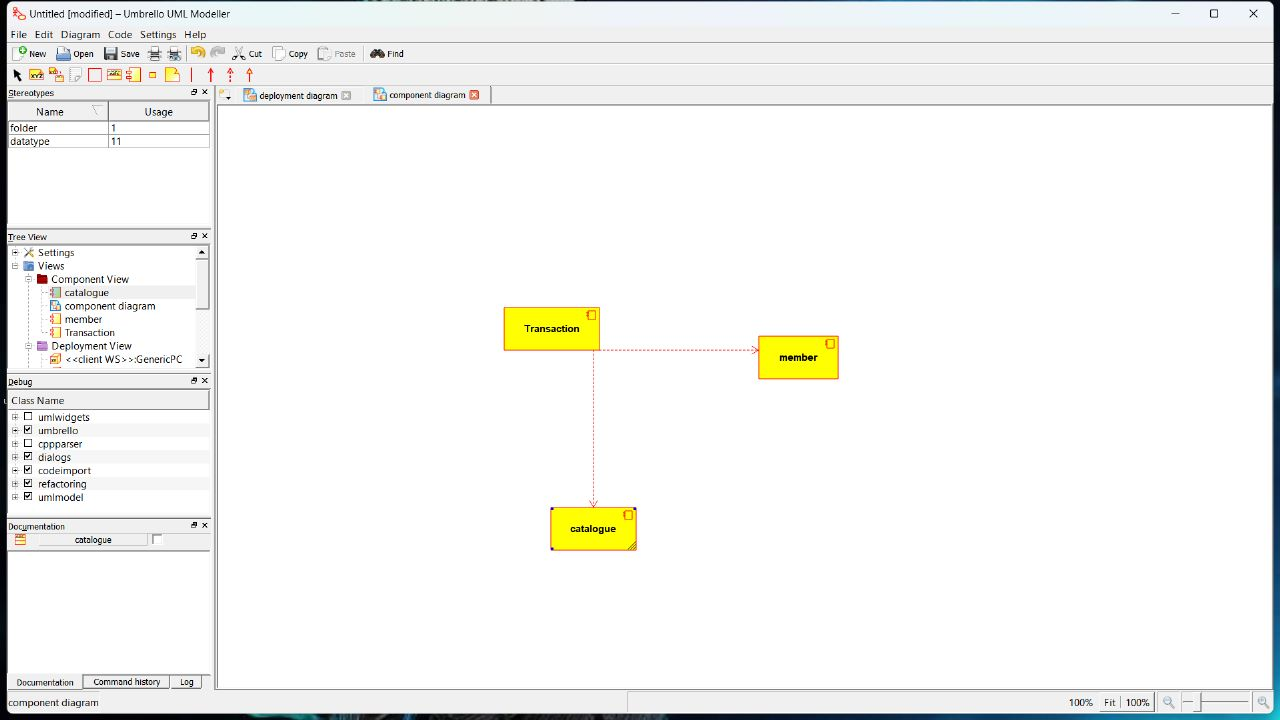 Untitled [modified] – Umbrello UML Modeller
File Edit Diagram Code Settings Help
New Open Save Cut Copy Paste Find
Stereotypes
deployment diagram component diagram
Name Usage
folder 1
datatype 11
Tree View
Settings
Views
Component View
catalogue
component diagram
member
Transaction
Deployment View
<<client WS>>:GenericPC
Debug
Class Name
umlwidgets
umbrello
cppparser
dialogs
codeimport
refactoring
umlmodel
Documentation
catalogue
Documentation Command history Log
component diagram
Transaction
member
catalogue
100% Fit 100%